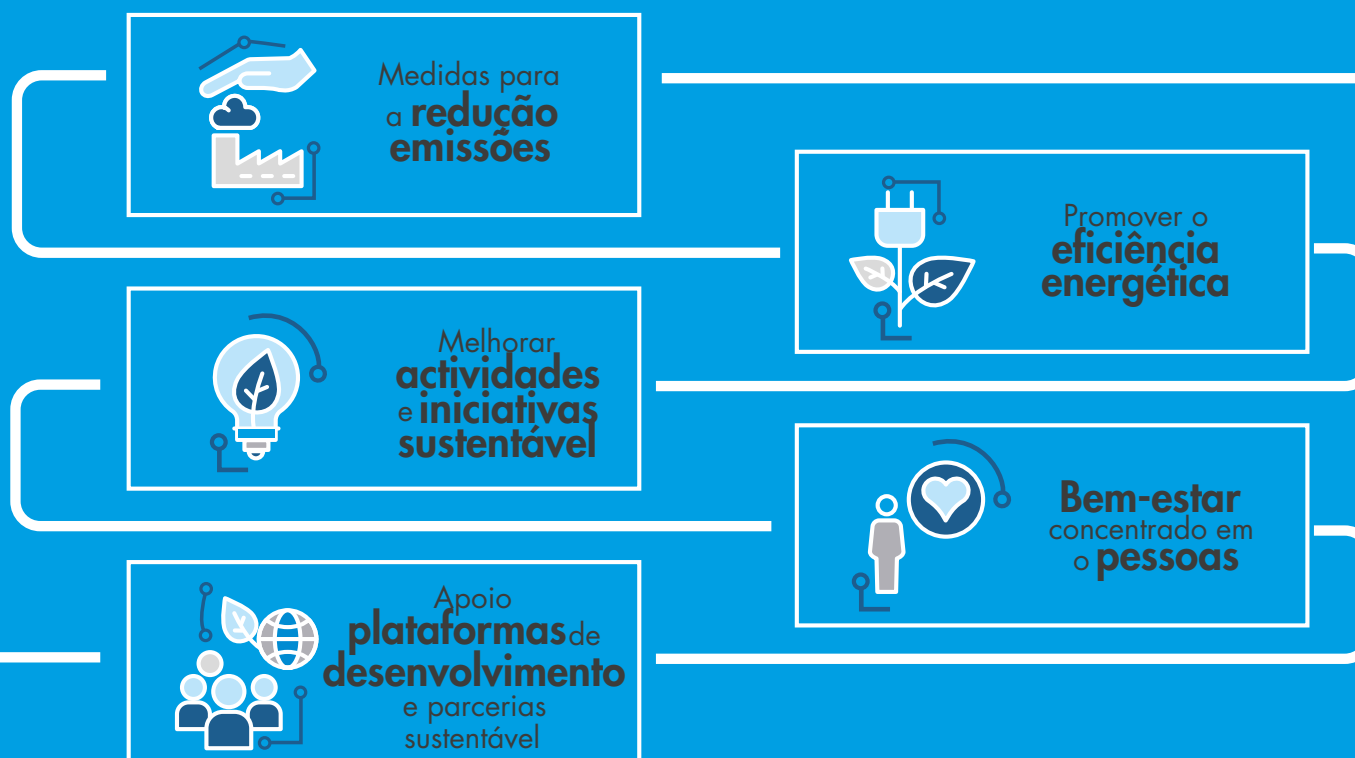 Medidas para
a redução
emissões
Promover o
eficiência
energética
Melhorar
actividades
e iniciativas
sustentável
Bem-estar
concentrado em
o pessoas
Apoio
plataformas de
desenvolvimento
e parcerias
sustentável